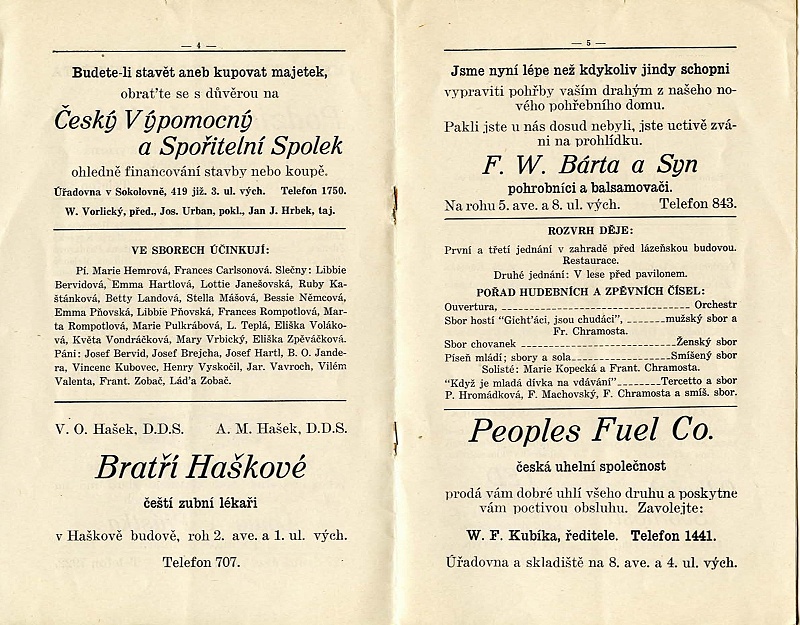 — 4 —
Budete-li stavět aneb kupovat majetek,
obraťte se s důvěrou na
Český Výpomocný
a Spořitelní Spolek
ohledně financování stavby nebo koupě.
Úřadovna v Sokolovně, 419 již. 3. ul. vých. Telefon 1750.
W. Vorlický, před., Jos. Urban, pokl., Jan J. Hrbek, taj.
VE SBORECH ÚČINKUJÍ:
Pí. Marie Hemrová, Frances Carlsonová. Slečny: Libbie
Bervidová, Emma Hartlová, Lottie Janešovská, Ruby Ka-
štánková, Betty Landová, Stella Mášová, Bessie Němcová,
Emma Pňovská, Libbie Pňovská, Frances Rompotlová, Mar-
ta Rompotlová, Marie Pulkrábová, L. Teplá, Eliška Voláko-
vá, Květa Vondráčková, Mary Vrbický, Eliška Zpěváčková.
Páni: Josef Bervid, Josef Brejcha, Josef Hartl, B. O. Jande-
ra, Vincenc Kubovec, Henry Vyskočil, Jar. Vavroch, Vilém
Valenta, Frant. Zobač, Láďa Zobač.
V. O. Hašek, D.D.S. A. M. Hašek, D.D.S.
Bratří Haškové
čeští zubní lékaři
v Haškově budově, roh 2. ave. a 1. ul. vých.
Telefon 707.
— 5 —
Jsme nyní lépe než kdykoliv jindy schopni
vypraviti pohřby vaším drahým z našeho no-
vého pohřebního domu.
Pakli jste u nás dosud nebyli, jste uctivě zvá-
ni na prohlídku.
F. W. Bárta a Syn
pohrobníci a balsamovači.
Na rohu 5. ave. a 8. ul. vých. Telefon 843.
ROZVRH DĚJE:
První a třetí jednání v zahradě před lázeňskou budovou.
Restaurace.
Druhé jednání: V lese před pavilonem.
POŘAD HUDEBNÍCH A ZPĚVNÍCH ČÍSEL:
Ouvertura, Orchestr
Sbor hostí "Gicht'áci, jsou chudáci", mužský sbor a
Fr. Chramosta.
Sbor chovanek Ženský sbor
Píseň mládí; sbory a sola Smíšený sbor
Solisté: Marie Kopecká a Frant. Chramosta.
"Když je mladá dívka na vdávání" Tercetto a sbor
P. Hromádková, F. Machovský, F. Chramosta a smíš. sbor.
Peoples Fuel Co.
česká uhelní společnost
prodá vám dobré uhlí všeho druhu a poskytne
vám poctivou obsluhu. Zavolejte:
W. F. Kubíka, ředitele. Telefon 1441.
Úřadovna a skladiště na 8. ave. a 4. ul. vých.